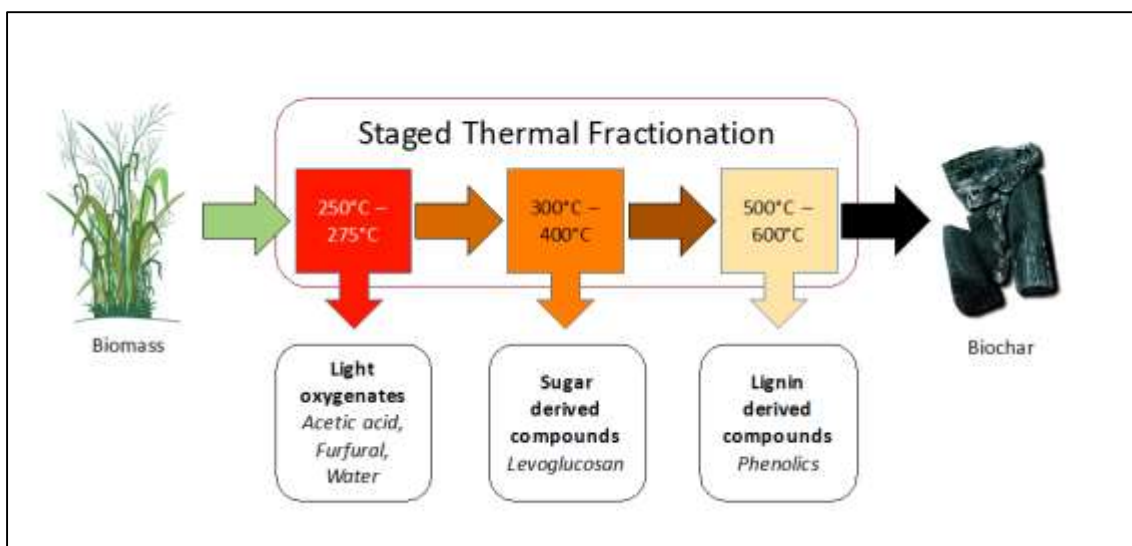 Staged Thermal Fractionation
250°C –
275°C
300°C –
400°C
500°C –
600°C
Biomass
Biochar
Light
oxygenates
Acetic acid,
Furfural,
Water
Sugar
derived
compounds
Levoglucosan
Lignin
derived
compounds
Phenolics